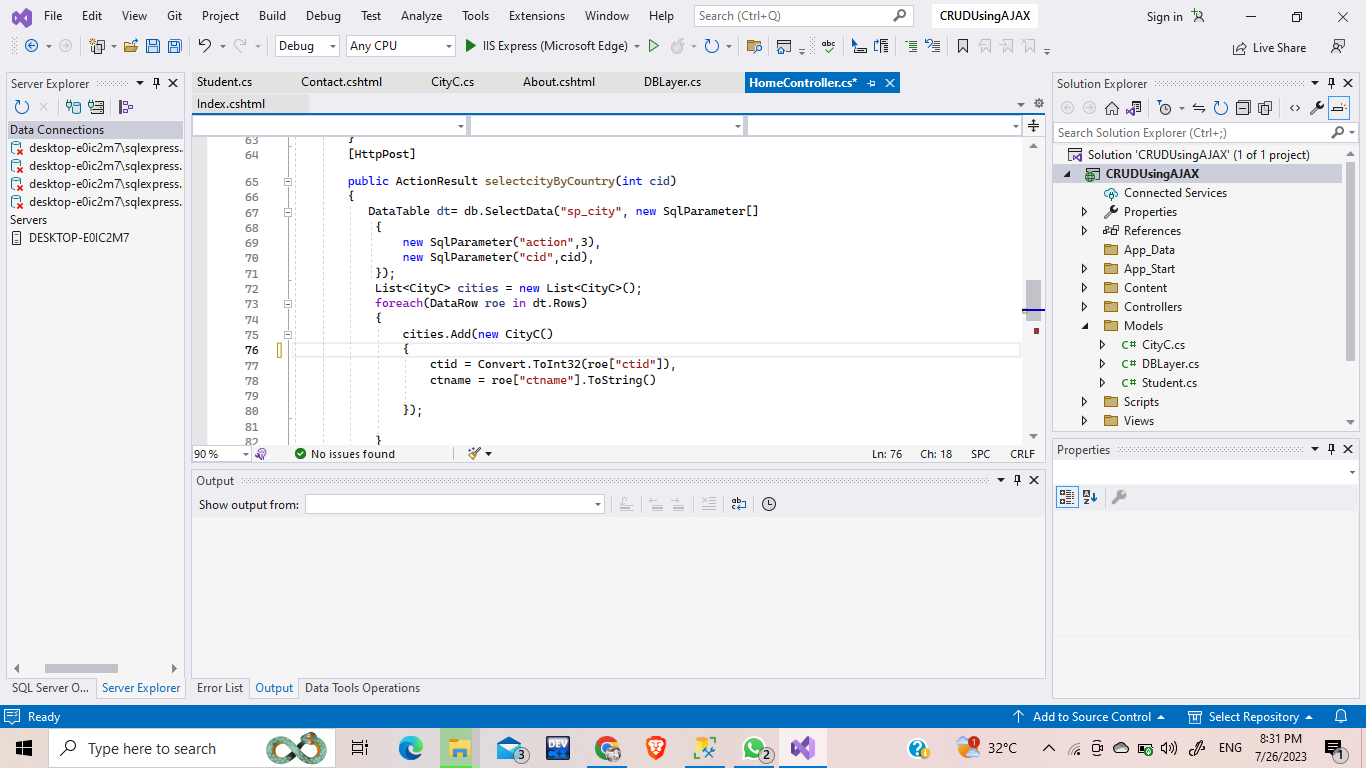 File Edit View Git Project Build Debug Test Analyze Tools Extensions Window Help Search (Ctrl+Q) CRUDUsingAJAX Sign in
Debug Any CPU IIS Express (Microsoft Edge) Live Share
Server Explorer
Data Connections
desktop-e0ic2m7\sqlexpress.
desktop-e0ic2m7\sqlexpress.
desktop-e0ic2m7\sqlexpress.
desktop-e0ic2m7\sqlexpress.
Servers
DESKTOP-E0IC2M7
SQL Server O... Server Explorer
Student.cs Contact.cshtml CityC.cs About.cshtml DBLayer.cs HomeController.cs*
Index.cshtml
63 }
64 [HttpPost]
65 public ActionResult selectcityByCountry(int cid)
66 {
67 DataTable dt= db.SelectData("sp_city", new SqlParameter[]
68 {
69 new SqlParameter("action",3),
70 new SqlParameter("cid",cid),
71 });
72 List<CityC> cities = new List<CityC>();
73 foreach(DataRow roe in dt.Rows)
74 {
75 cities.Add(new CityC()
76 {
77 ctid = Convert.ToInt32(roe["ctid"]),
78 ctname = roe["ctname"].ToString()
79
80 });
81
82 }
90 % No issues found Ln: 76 Ch: 18 SPC CRLF
Output
Show output from:
Error List Output Data Tools Operations
Solution Explorer
Search Solution Explorer (Ctrl+;)
Solution 'CRUDUsingAJAX' (1 of 1 project)
CRUDUsingAJAX
Connected Services
Properties
References
App_Data
App_Start
Content
Controllers
Models
C# CityC.cs
C# DBLayer.cs
C# Student.cs
Scripts
Views
Properties
Ready Add to Source Control Select Repository
Type here to search 3 DEV 2 32°C ENG 8:31 PM 1
7/26/2023